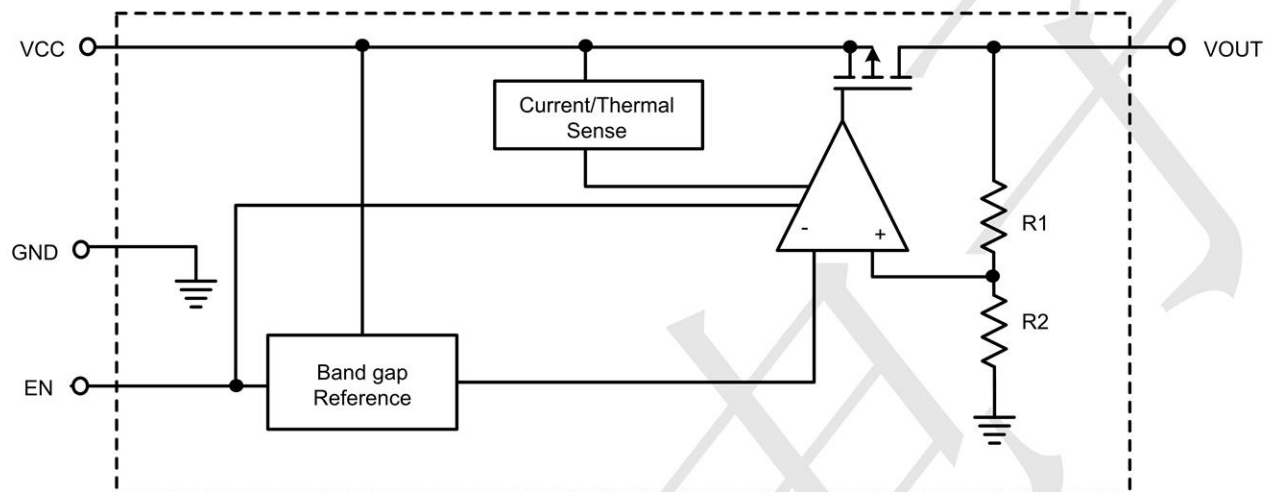 VCC
VOUT
Current/Thermal
Sense
-
+
R1
GND
R2
EN
Band gap
Reference